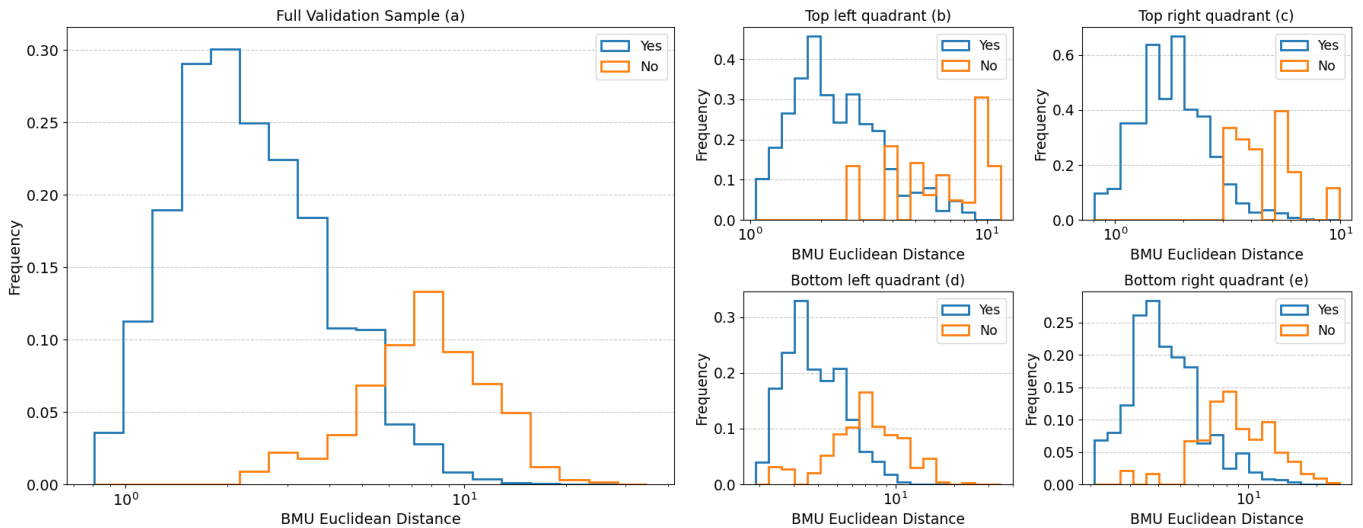 Full Validation Sample (a)
Yes
No
Frequency
0.30
0.25
0.20
0.15
0.10
0.05
0.00
10⁰
10¹
BMU Euclidean Distance
Top left quadrant (b)
Yes
No
Frequency
0.4
0.3
0.2
0.1
0.0
10⁰
10¹
BMU Euclidean Distance
Top right quadrant (c)
Yes
No
Frequency
0.6
0.4
0.2
0.0
10⁰
10¹
BMU Euclidean Distance
Bottom left quadrant (d)
Yes
No
Frequency
0.3
0.2
0.1
0.0
10¹
BMU Euclidean Distance
Bottom right quadrant (e)
Yes
No
Frequency
0.25
0.20
0.15
0.10
0.05
0.00
10¹
BMU Euclidean Distance